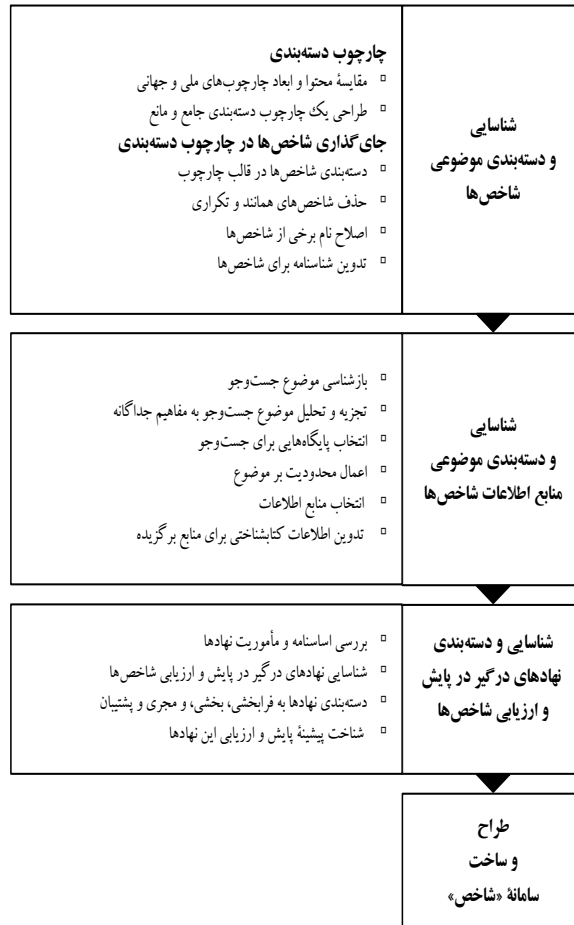 شناسایی
و دسته‌بندی موضوعی
شاخص‌ها
چارچوب دسته‌بندی
مقایسۀ محتوا و ابعاد چارچوب‌های ملی و جهانی
طراحی یک چارچوب دسته‌بندی جامع و مانع
جای‌گذاری شاخص‌ها در چارچوب دسته‌بندی
دسته‌بندی شاخص‌ها در قالب چارچوب
حذف شاخص‌های همانند و تکراری
اصلاح نام برخی از شاخص‌ها
تدوین شناسنامه برای شاخص‌ها
شناسایی
و دسته‌بندی موضوعی
منابع اطلاعات شاخص‌ها
بازشناسی موضوع جست‌وجو
تجزیه و تحلیل موضوع جست‌وجو به مفاهیم جداگانه
انتخاب پایگاه‌هایی برای جست‌وجو
اعمال محدودیت بر موضوع
انتخاب منابع اطلاعات
تدوین اطلاعات کتابشناختی برای منابع برگزیده
شناسایی و دسته‌بندی
نهادهای درگیر در پایش
و ارزیابی شاخص‌ها
بررسی اساسنامه و مأموریت نهادها
شناسایی نهادهای درگیر در پایش و ارزیابی شاخص‌ها
دسته‌بندی نهادها به فرابخشی، بخشی، و مجری و پشتیبان
شناخت پیشینۀ پایش و ارزیابی این نهادها
طراح
و ساخت
سامانۀ «شاخص»